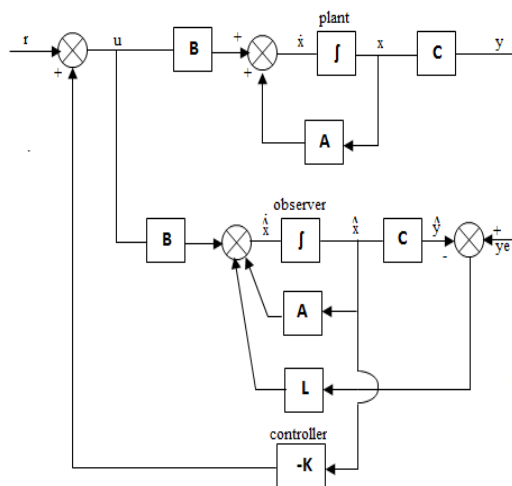 plant
r
u
B
+
+
ẋ
∫
x
C
y
+
A
observer
B
x̂̇
∫
x̂
C
ŷ
+
-
ye
A
L
controller
-K